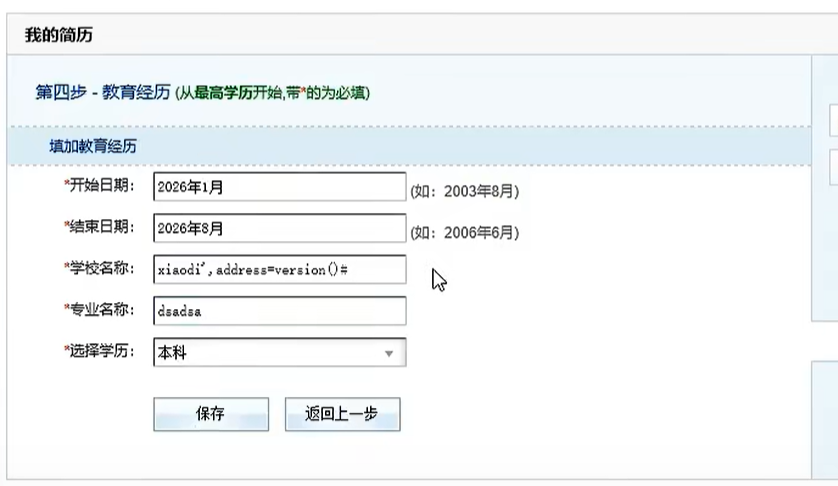 我的简历
第四步 - 教育经历 (从最高学历开始,带*的为必填)
填加教育经历
*开始日期： 2026年1月 (如：2003年8月)
*结束日期： 2026年8月 (如：2006年6月)
*学校名称： xiaodi',address=version()#
*专业名称： dsadsa
*选择学历： 本科
保存 返回上一步